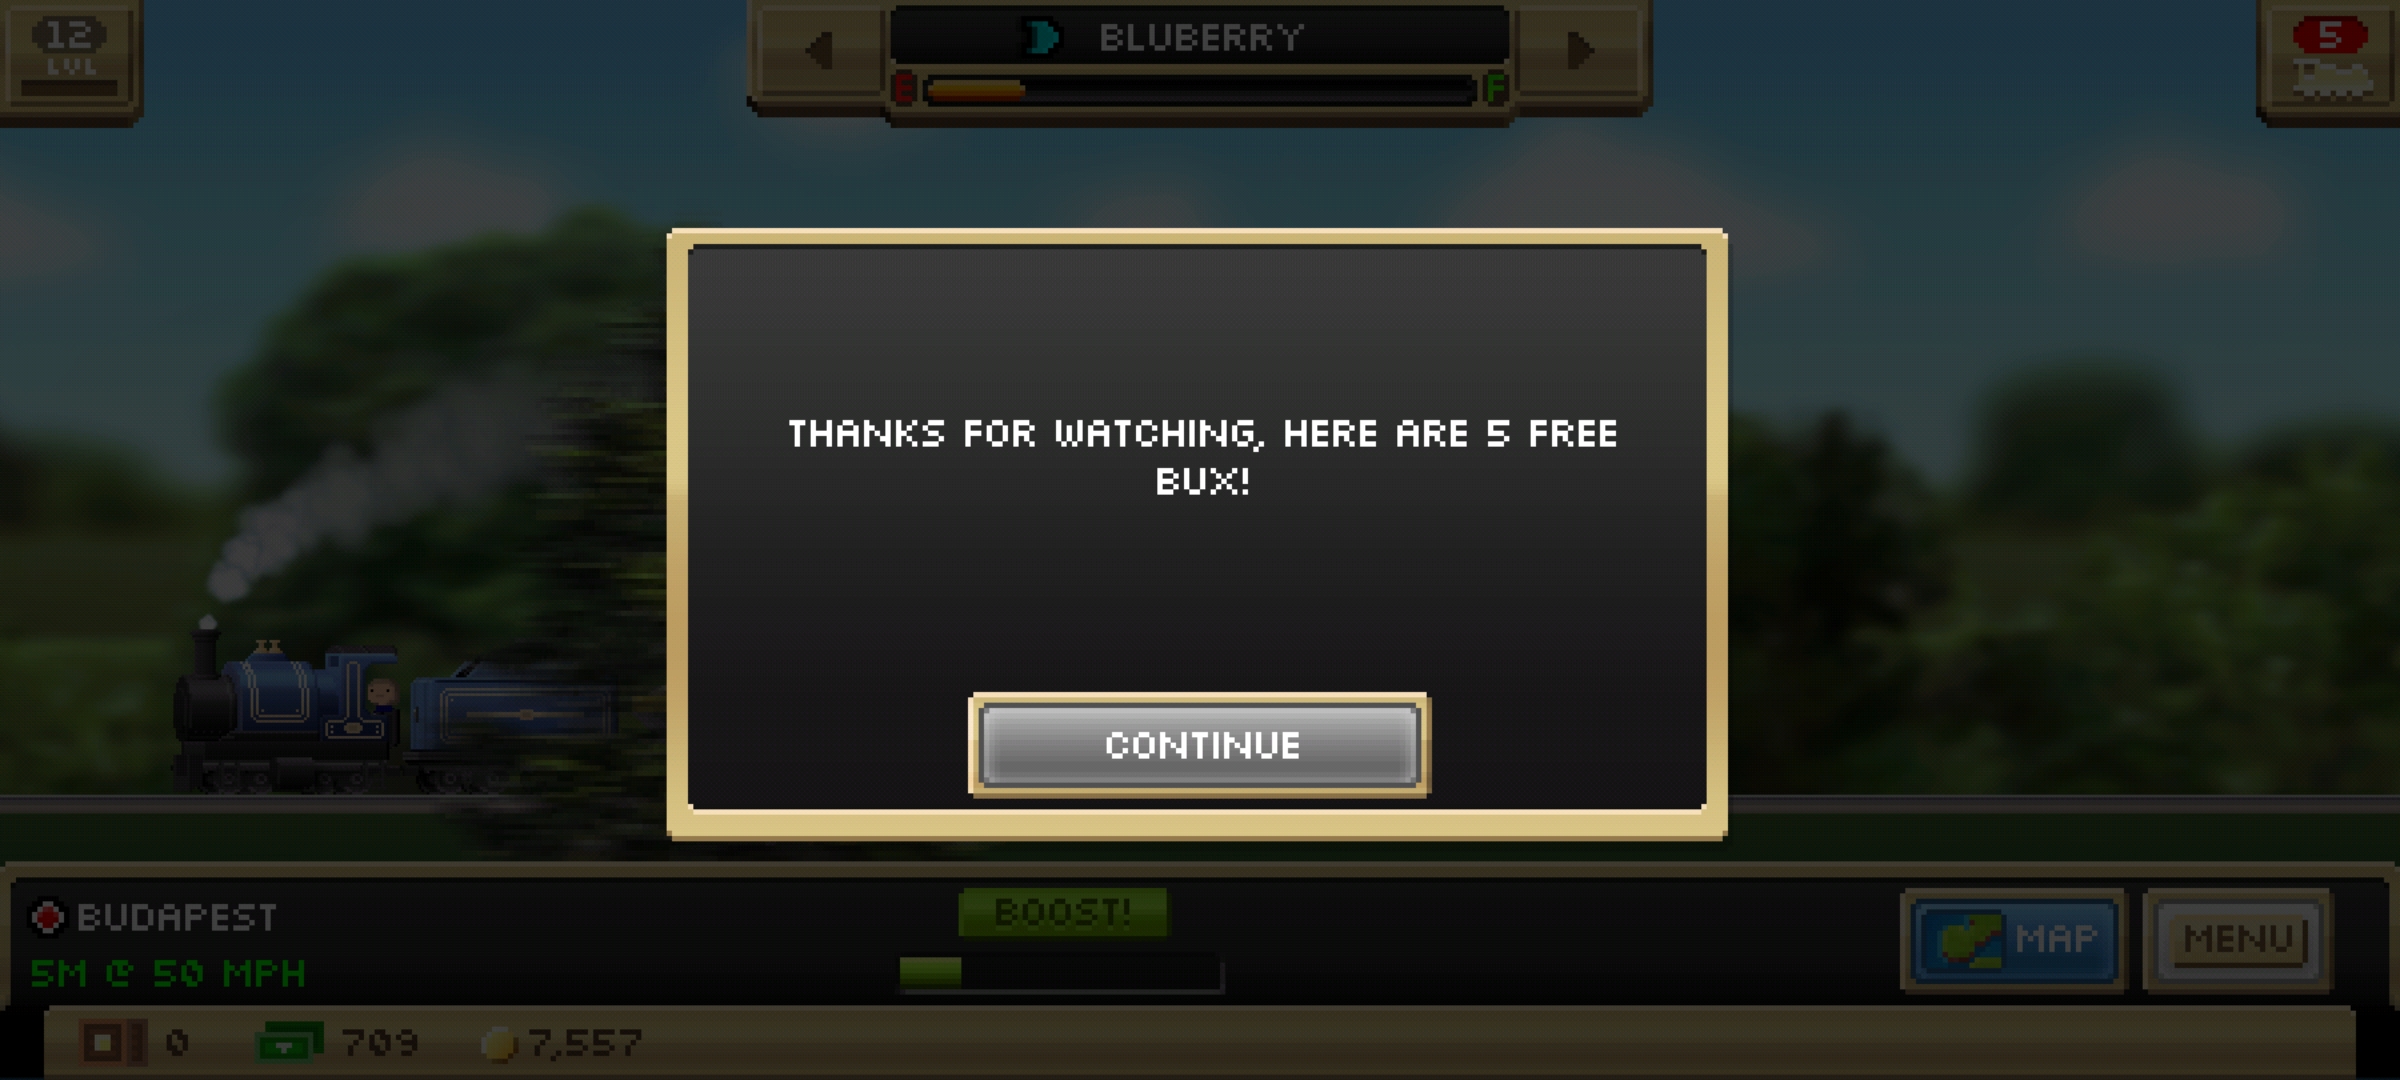 12
LVL
BLUBERRY
E
F
5
THANKS FOR WATCHING, HERE ARE 5 FREE
BUX!
CONTINUE
BUDAPEST
5M @ 50 MPH
BOOST!
MAP
MENU
0
709
7,557